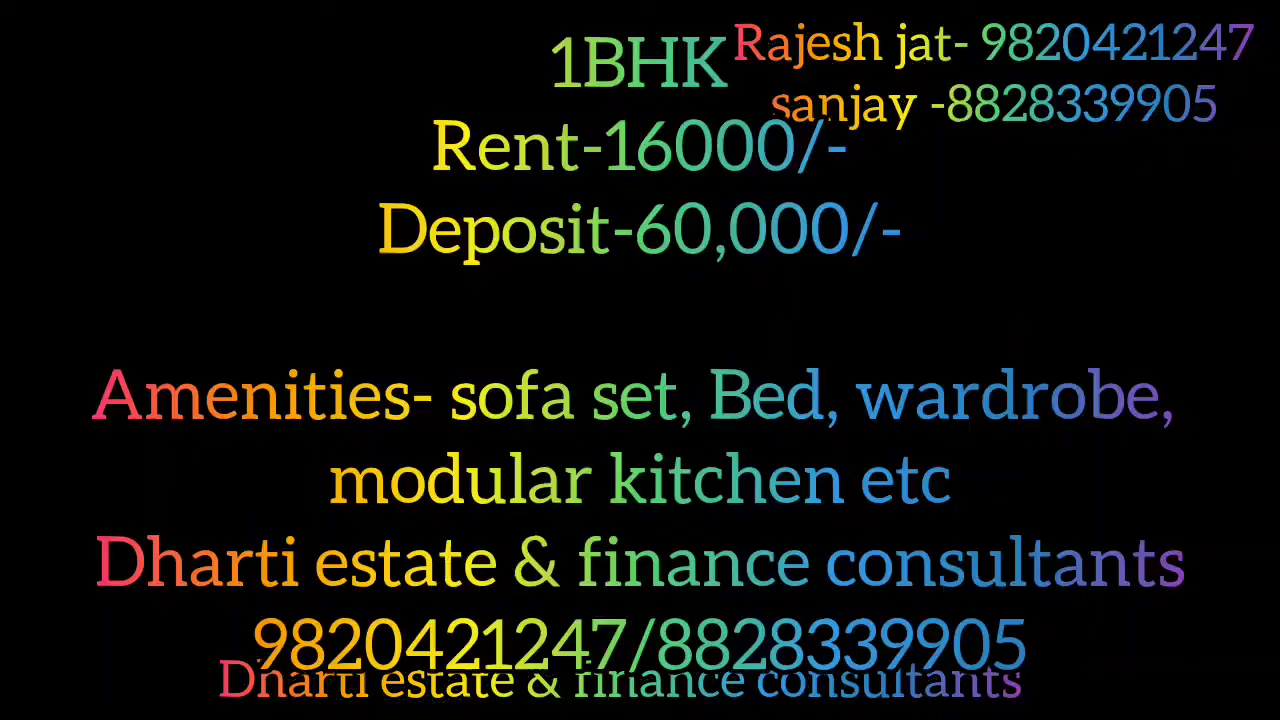 1BHK
Rajesh jat- 9820421247
sanjay -8828339905
Rent-16000/-
Deposit-60,000/-
Amenities- sofa set, Bed, wardrobe,
modular kitchen etc
Dharti estate & finance consultants
9820421247/8828339905
Dharti estate & finance consultants